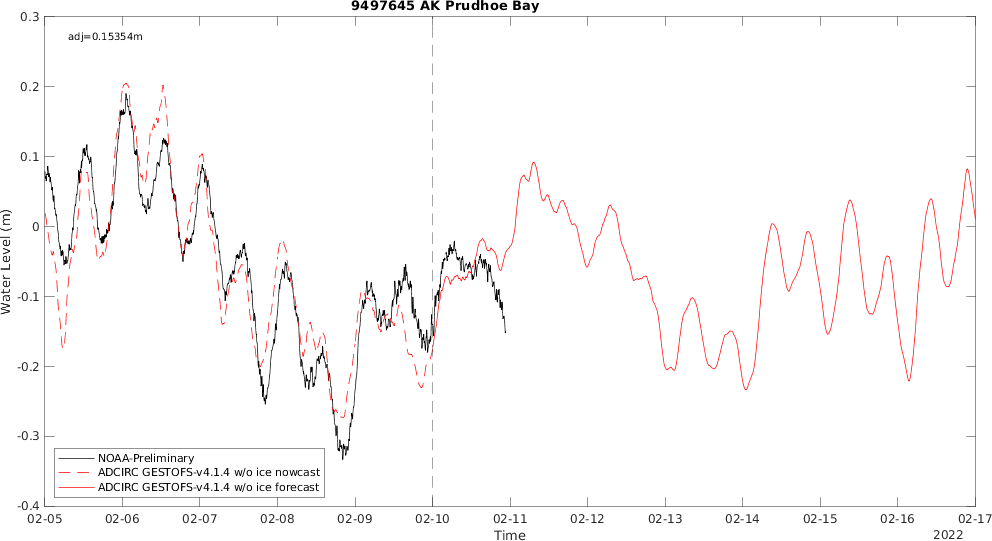 9497645 AK Prudhoe Bay
adj=0.15354m
0.3
0.2
0.1
0
-0.1
-0.2
-0.3
-0.4
Water Level (m)
NOAA-Preliminary
ADCIRC GESTOFS-v4.1.4 w/o ice nowcast
ADCIRC GESTOFS-v4.1.4 w/o ice forecast
02-05 02-06 02-07 02-08 02-09 02-10 02-11 02-12 02-13 02-14 02-15 02-16 02-17
Time
2022